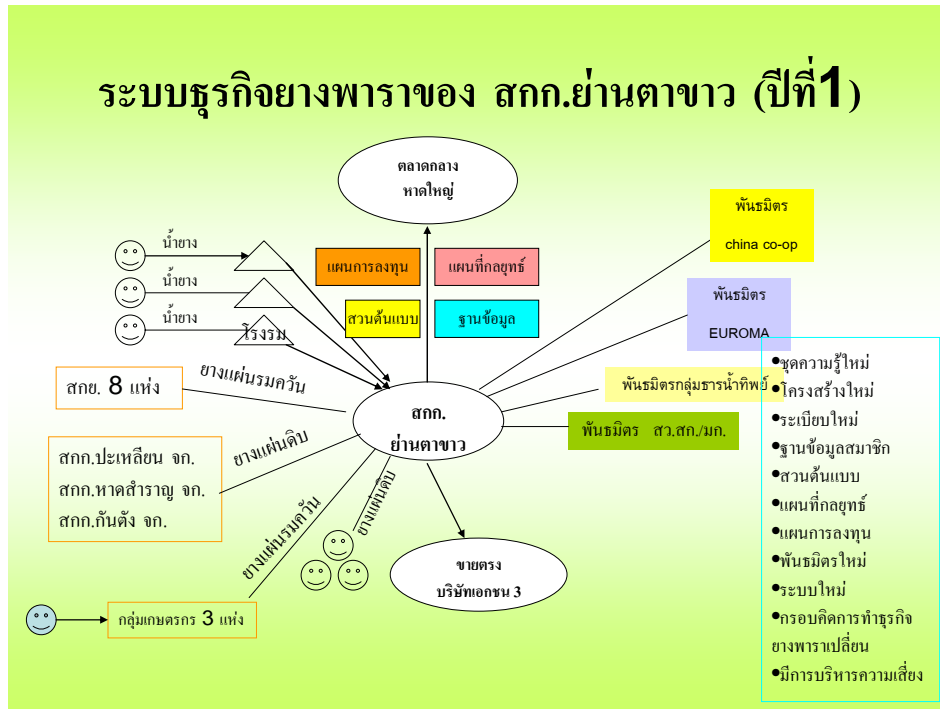 ระบบธุรกิจยางพาราของ สกก.ย่านตาขาว (ปีที่1)
ตลาดกลาง
หาดใหญ่
พันธมิตร
china co-op
น้ำยาง
น้ำยาง
น้ำยาง
โรงรม
แผนการลงทุน
แผนที่กลยุทธ์
สวนต้นแบบ
ฐานข้อมูล
พันธมิตร
EUROMA
สกย. 8 แห่ง
ยางแผ่นรมควัน
สกก.
ย่านตาขาว
พันธมิตรกลุ่มธารน้ำทิพย์
พันธมิตร สว.สก./มก.
สกก.ปะเหลียน จก.
สกก.หาดสำราญ จก.
สกก.กันตัง จก.
ยางแผ่นดิบ
ยางแผ่นรมควัน
ยางแผ่นดิบ
กลุ่มเกษตรกร 3 แห่ง
ขายตรง
บริษัทเอกชน 3
•ชุดความรู้ใหม่
•โครงสร้างใหม่
•ระเบียบใหม่
•ฐานข้อมูลสมาชิก
•สวนต้นแบบ
•แผนที่กลยุทธ์
•แผนการลงทุน
•พันธมิตรใหม่
•ระบบใหม่
•กรอบคิดการทำธุรกิจ
ยางพาราเปลี่ยน
•มีการบริหารความเสี่ยง